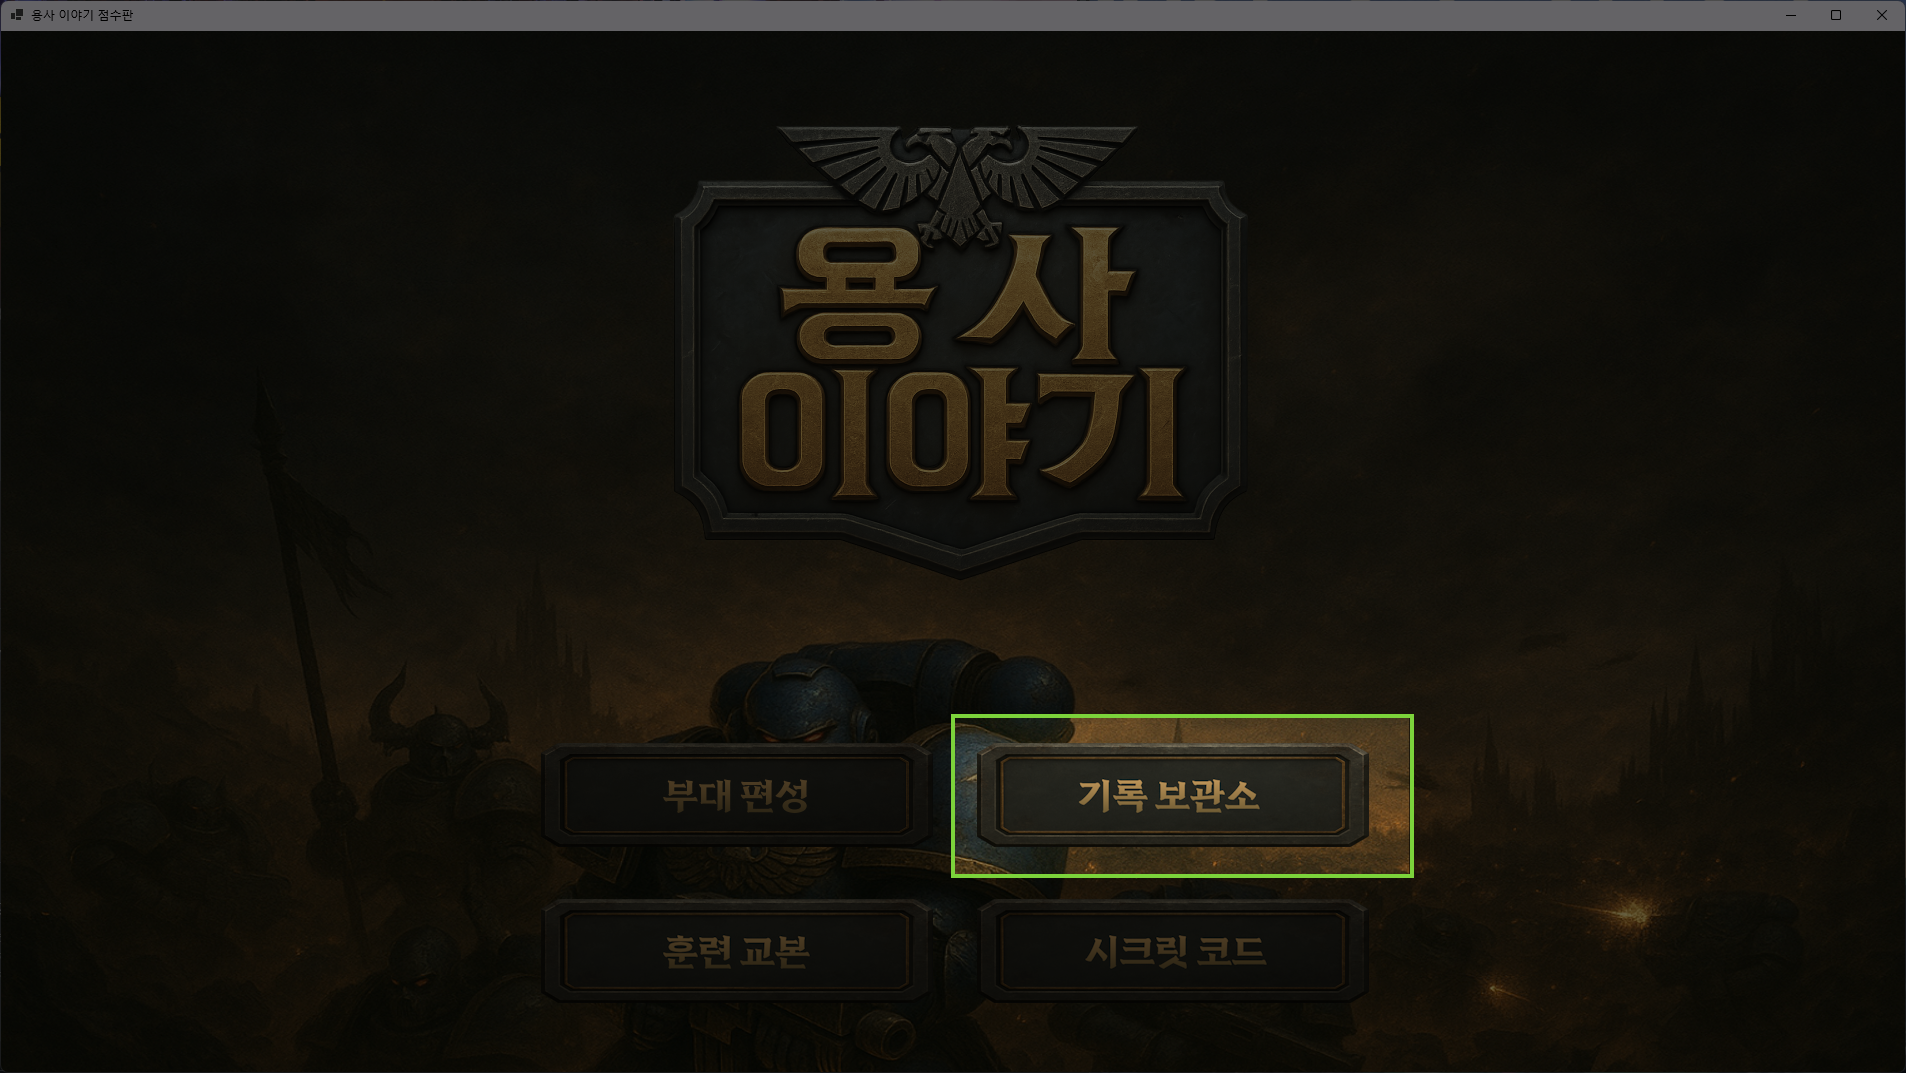 용사 이야기 점수판
용사
이야기
부대 편성
기록 보관소
훈련 교본
시크릿 코드